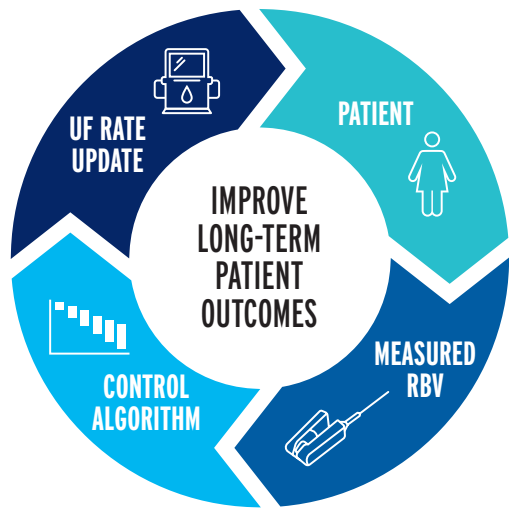 UF RATE
UPDATE
PATIENT
IMPROVE
LONG-TERM
PATIENT
OUTCOMES
MEASURED
RBV
CONTROL
ALGORITHM